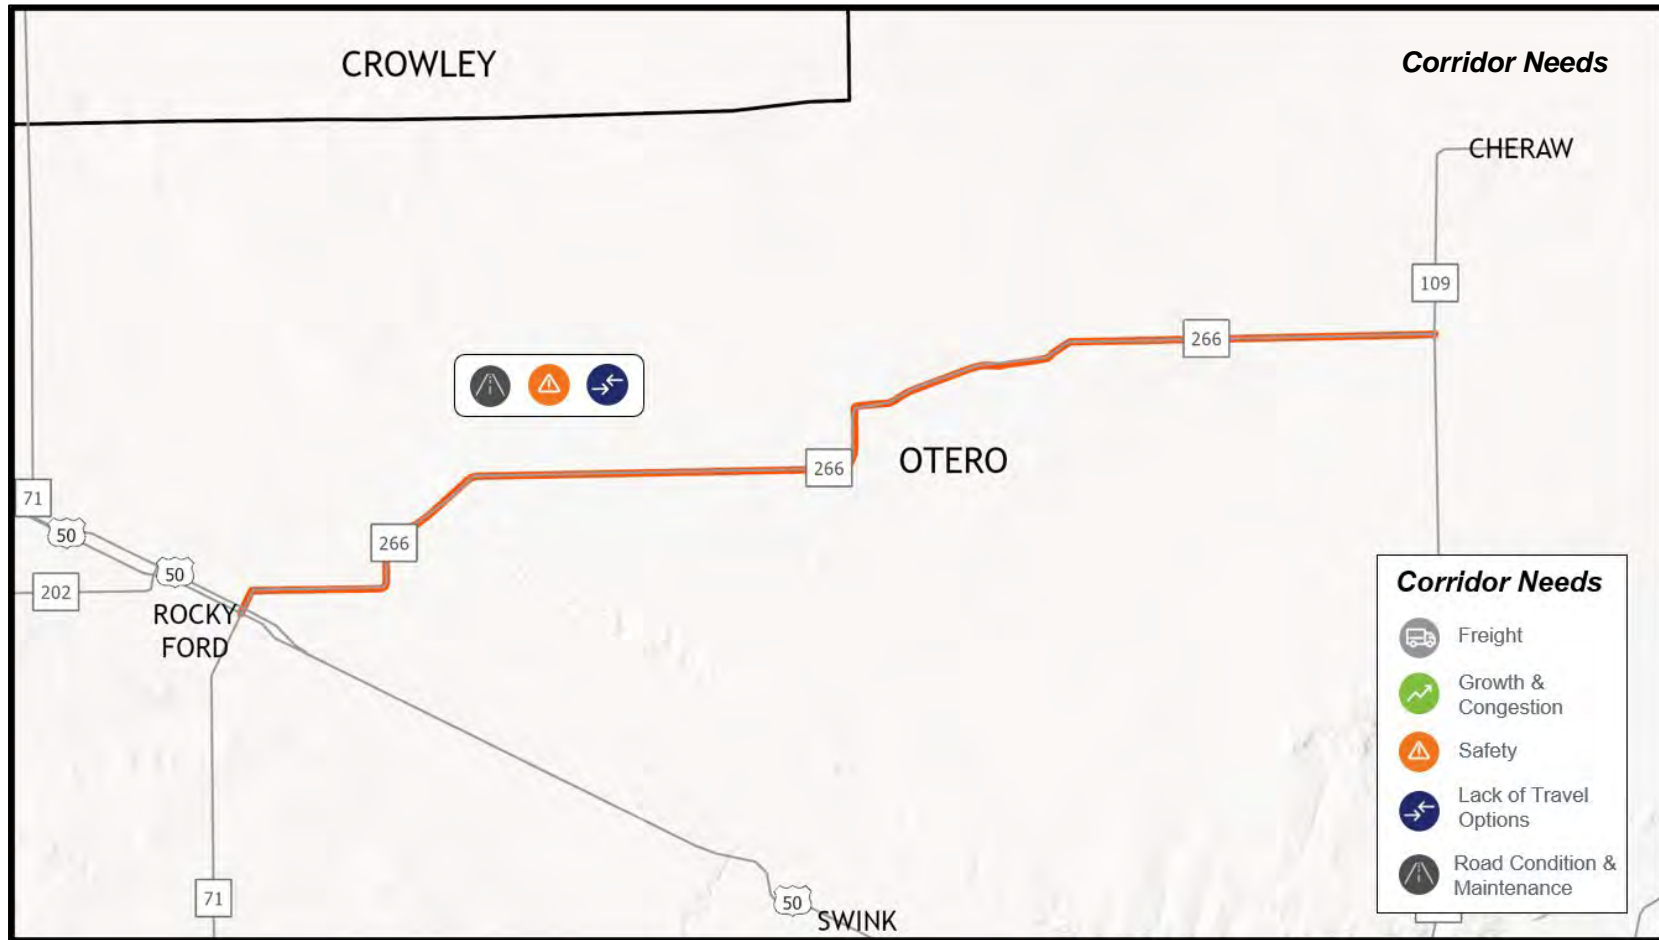 CROWLEY
Corridor Needs
CHERAW
109
266
266
OTERO
71
50
266
50
202
ROCKY
FORD
71
50
SWINK
Corridor Needs
Freight
Growth &
Congestion
Safety
Lack of Travel
Options
Road Condition &
Maintenance